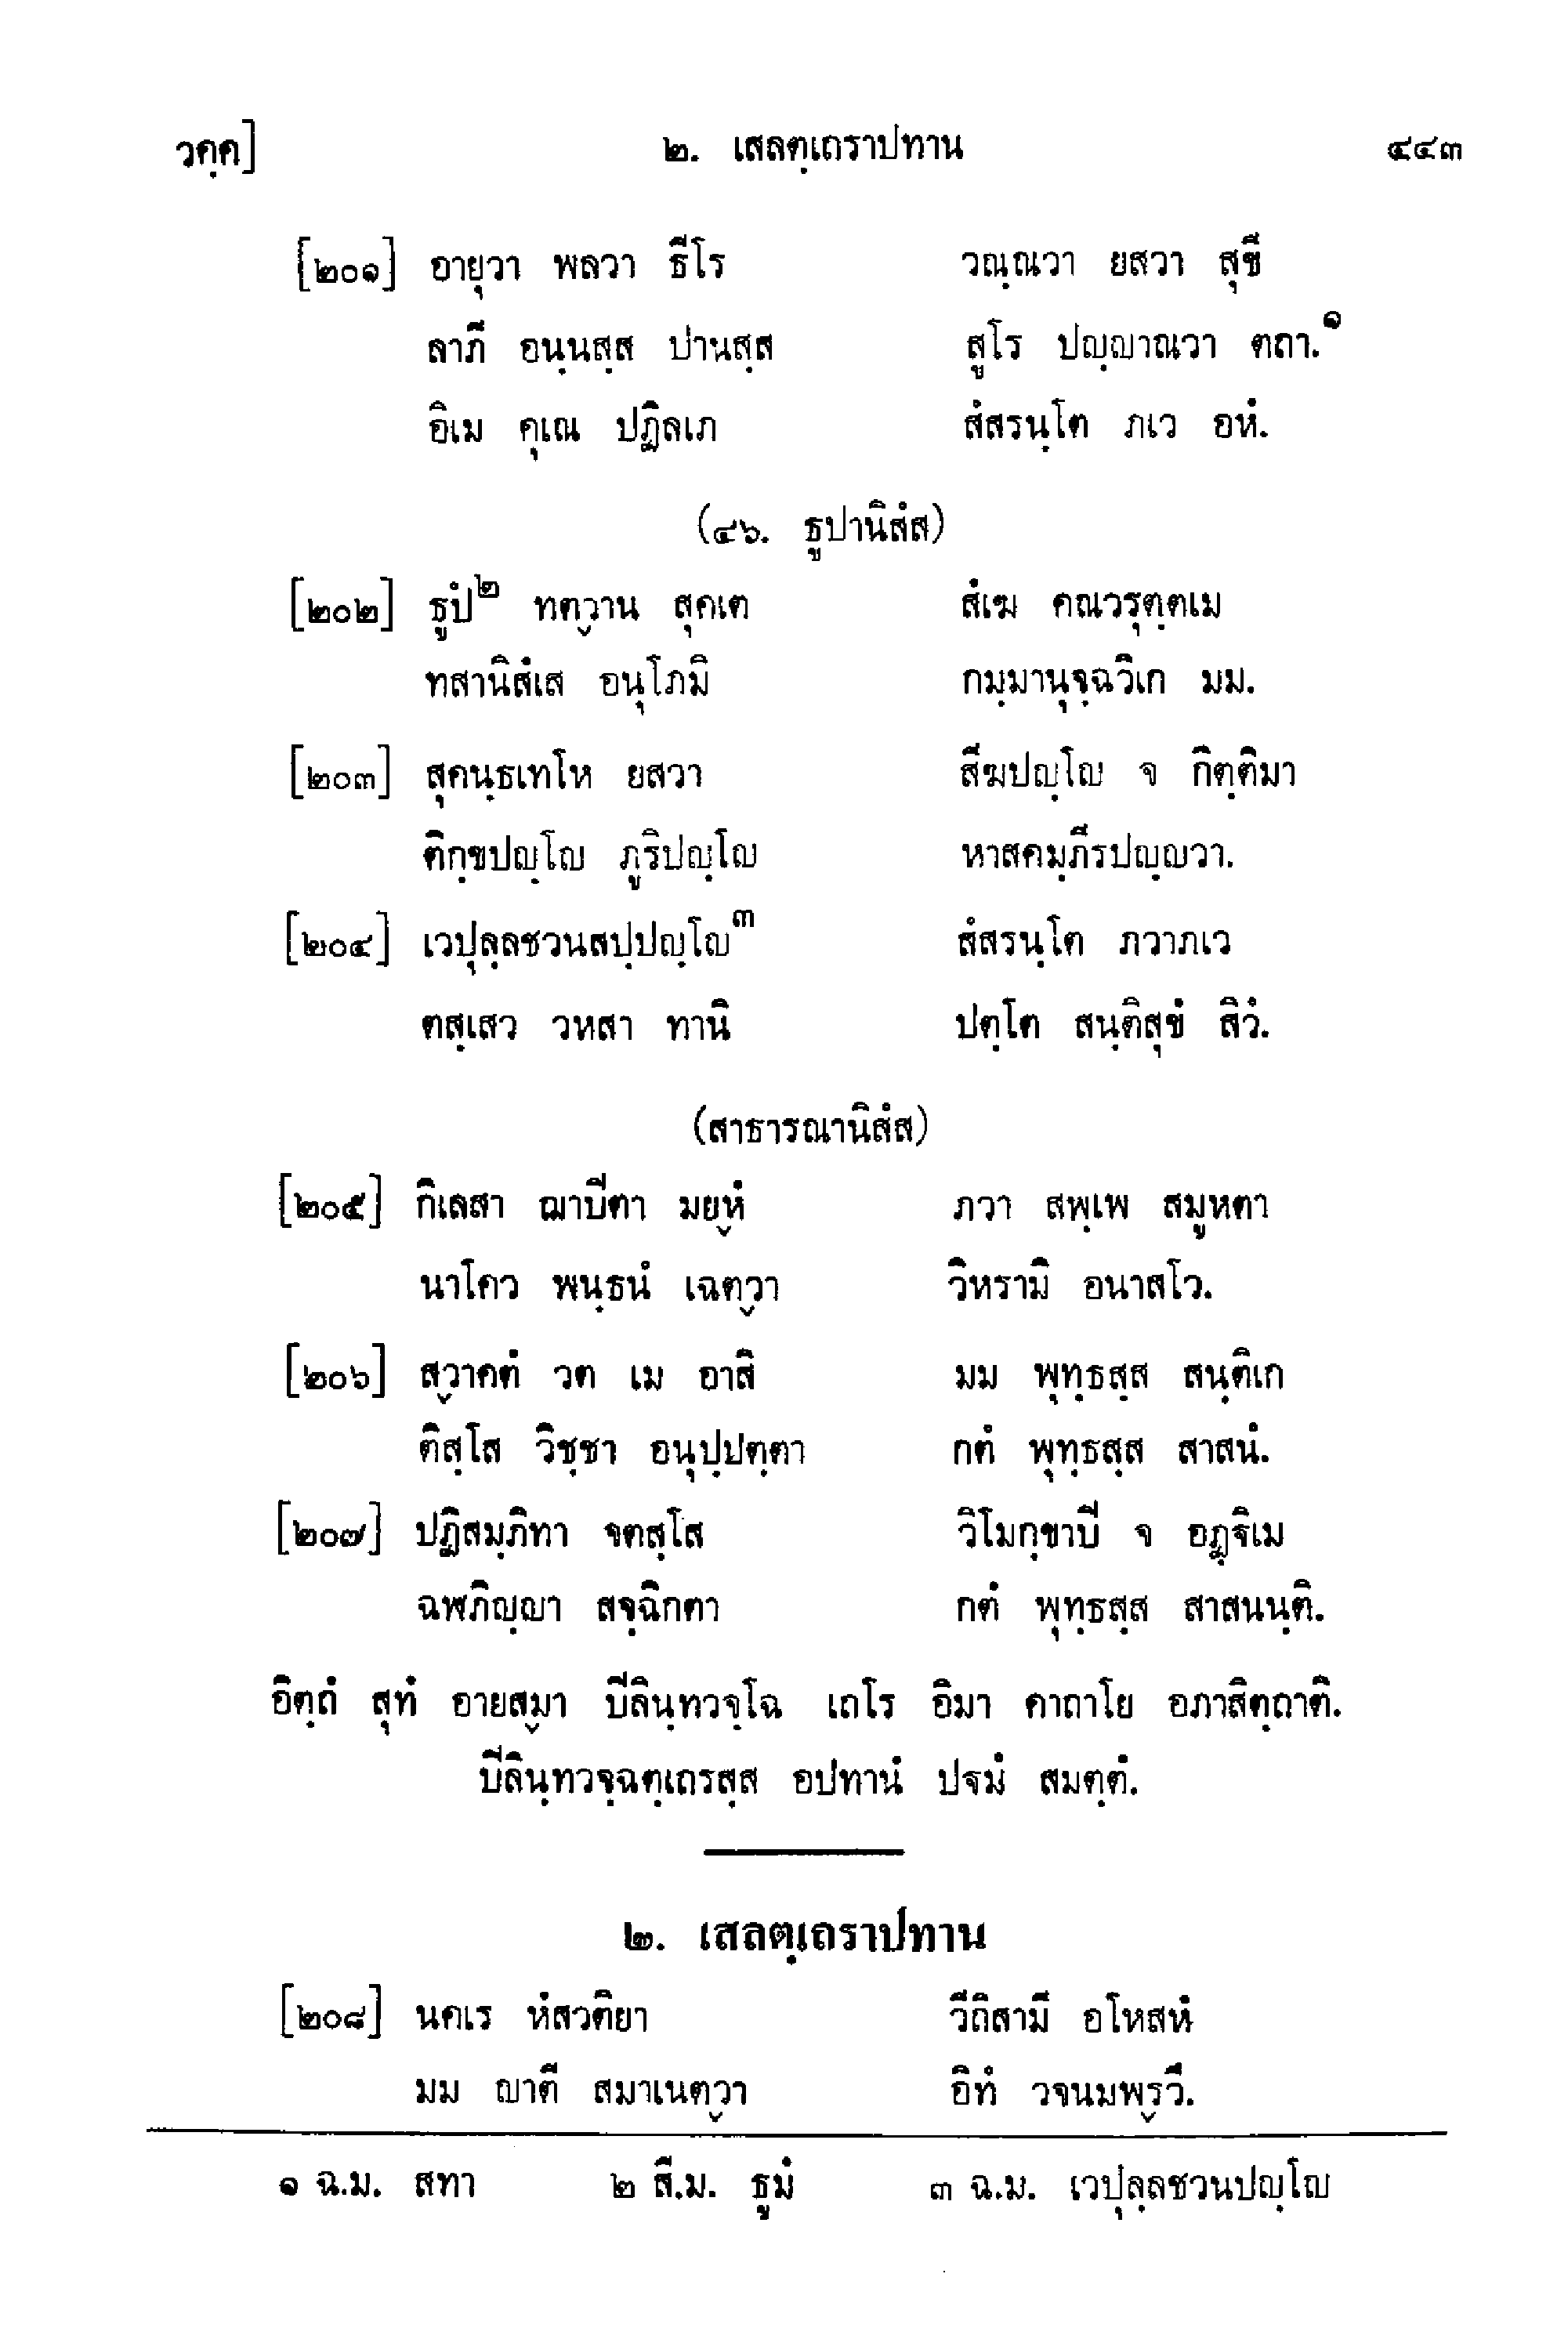 วคฺค] ๒. เสลตฺเถราปทาน ๔๔๓
[๒๐๑] อายุวา พลวา ธีโร วณฺณวา ยสวา สุขี
ลาภี อนฺนสฺส ปานสฺส สูโร ปญฺญาณวา ตถา.๑
อิเม คุเณ ปฏิลเภ สํสรนฺโต ภเว อหํ.
(๔๖. ธูปานิสํส)
[๒๐๒] ธูปํ๒ ทตฺวาน สุคเต สํเฆ คณวรุตฺตเม
ทสานิสํเส อนุโภมิ กมฺมานุจฺฉวิเก มม.
[๒๐๓] สุคนฺธเทโห ยสวา สีฆปญฺโญ จ กิตฺติมา
ติกฺขปญฺโญ ภูริปญฺโญ หาสคมฺภีรปญฺญวา.
[๒๐๔] เวปุลฺลชวนสปฺปญฺโญ๓ สํสรนฺโต ภวาภเว
ตสฺเสว วหสา ทานิ ปตฺโต สนฺติสุขํ สิวํ.
(สาธารณานิสํส)
[๒๐๕] กิเลสา ฌาปิตา มยฺหํ ภวา สพฺเพ สมูหตา
นาโคว พนฺธนํ เฉตฺวา วิหรามิ อนาสโว.
[๒๐๖] สฺวาคตํ วต เม อาสิ มม พุทฺธสฺส สนฺติเก
ติสฺโส วิชฺชา อนุปฺปตฺตา กตํ พุทฺธสฺส สาสนํ.
[๒๐๗] ปฏิสมฺภิทา จตสฺโส วิโมกฺขาปิ จ อฏฺฐิเม
ฉฬภิญฺญา สจฺฉิกตา กตํ พุทฺธสฺส สาสนนฺติ.
อิตฺถํ สุทํ อายสฺมา ปิลินฺทวจฺโฉ เถโร อิมา คาถาโย อภาสิตฺถาติ.
ปิลินฺทวจฺฉตฺเถรสฺส อปทานํ ปฐมํ สมตฺตํ.
๒. เสลตฺเถราปทาน
[๒๐๘] นคเร หํสวติยา วีถิสามี อโหสหํ
มม ญาตี สมาเนตฺวา อิทํ วจนมพฺรวึ.
๑ ฉ.ม. สทา ๒ สี.ม. ธูมํ ๓ ฉ.ม. เวปุลฺลชวนปญฺโญ